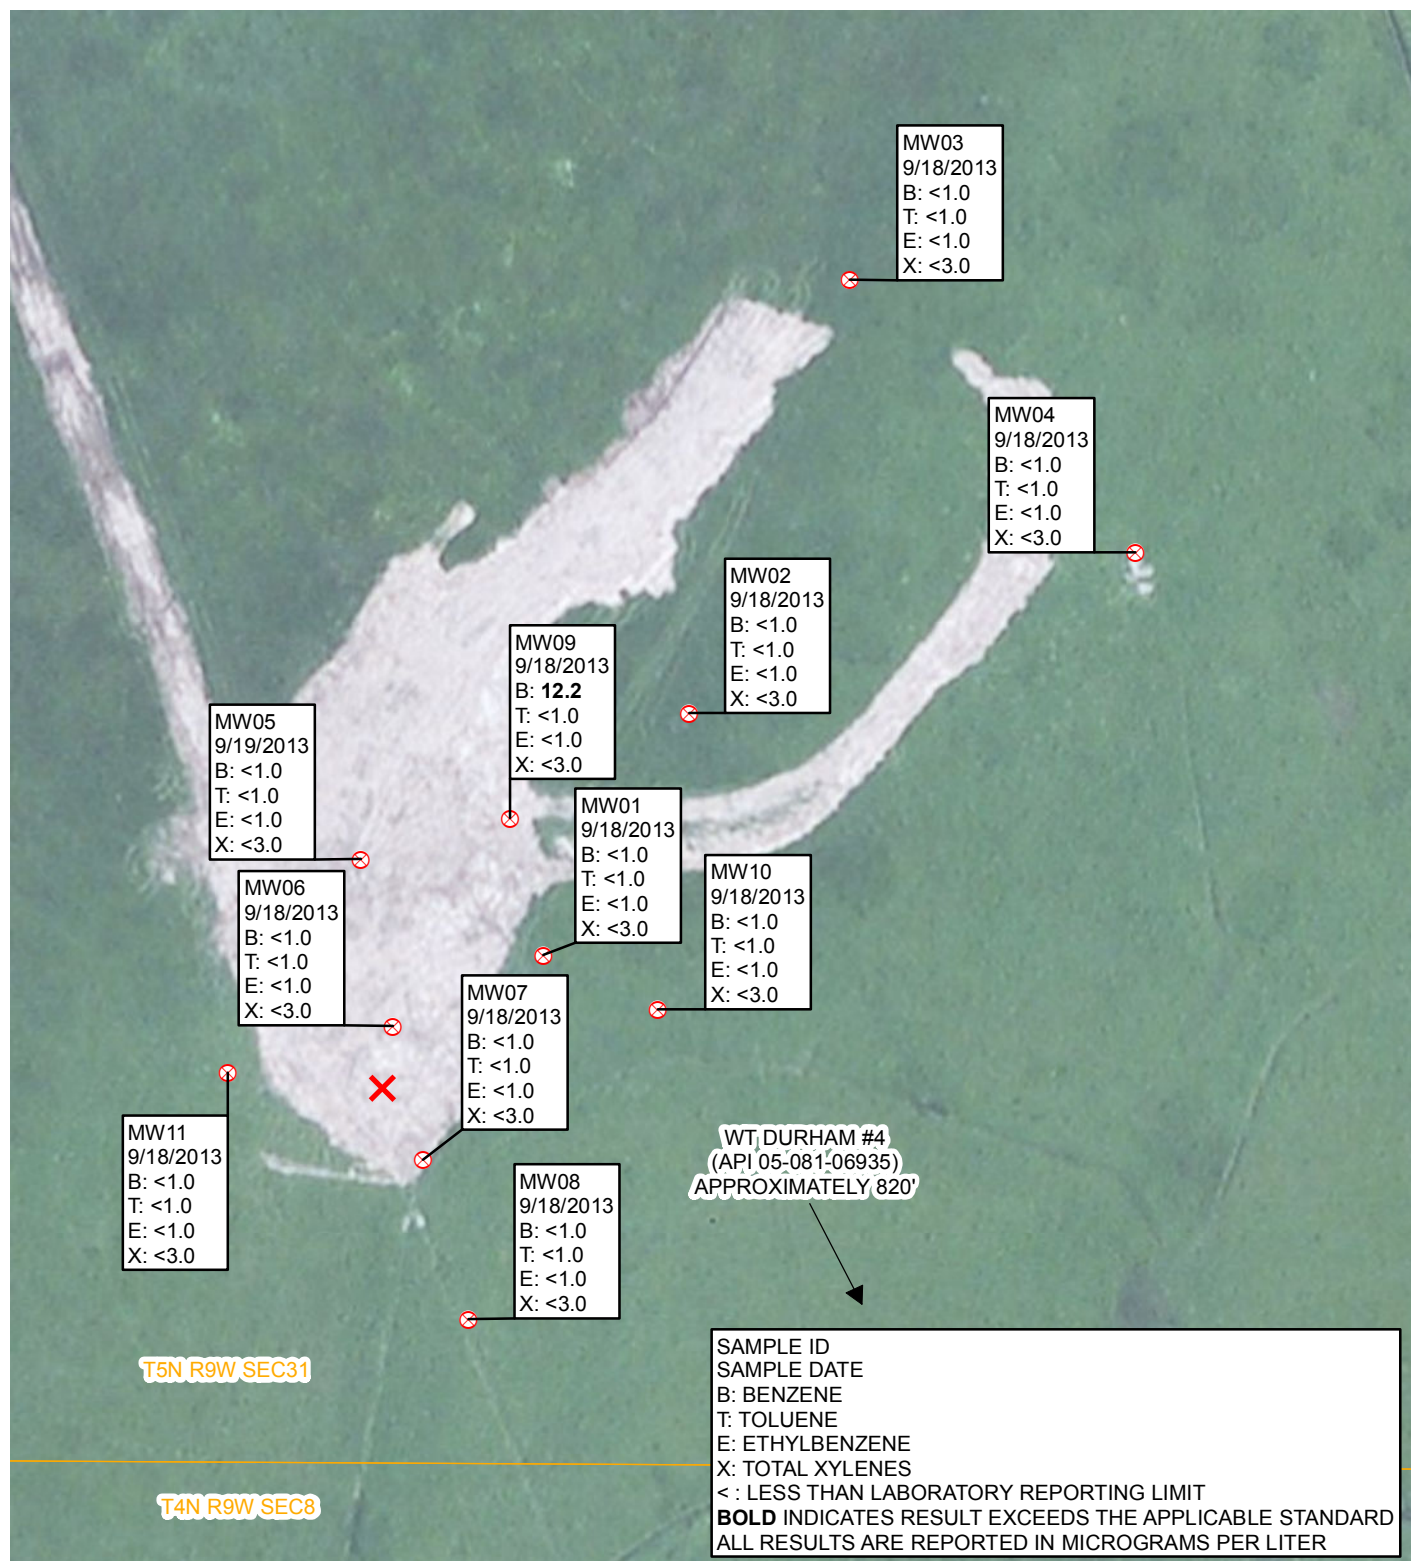 MW03
9/18/2013
B: <1.0
T: <1.0
E: <1.0
X: <3.0
MW04
9/18/2013
B: <1.0
T: <1.0
E: <1.0
X: <3.0
MW02
9/18/2013
B: <1.0
T: <1.0
E: <1.0
X: <3.0
MW09
9/18/2013
B: 12.2
T: <1.0
E: <1.0
X: <3.0
MW05
9/19/2013
B: <1.0
T: <1.0
E: <1.0
X: <3.0
MW01
9/18/2013
B: <1.0
T: <1.0
E: <1.0
X: <3.0
MW10
9/18/2013
B: <1.0
T: <1.0
E: <1.0
X: <3.0
MW06
9/18/2013
B: <1.0
T: <1.0
E: <1.0
X: <3.0
MW07
9/18/2013
B: <1.0
T: <1.0
E: <1.0
X: <3.0
MW11
9/18/2013
B: <1.0
T: <1.0
E: <1.0
X: <3.0
MW08
9/18/2013
B: <1.0
T: <1.0
E: <1.0
X: <3.0
WT DURHAM #4
(API 05-081-06935)
APPROXIMATELY 820'
T5N R9W SEC31
T4N R9W SEC8
SAMPLE ID
SAMPLE DATE
B: BENZENE
T: TOLUENE
E: ETHYLBENZENE
X: TOTAL XYLENES
< : LESS THAN LABORATORY REPORTING LIMIT
BOLD INDICATES RESULT EXCEEDS THE APPLICABLE STANDARD
ALL RESULTS ARE REPORTED IN MICROGRAMS PER LITER